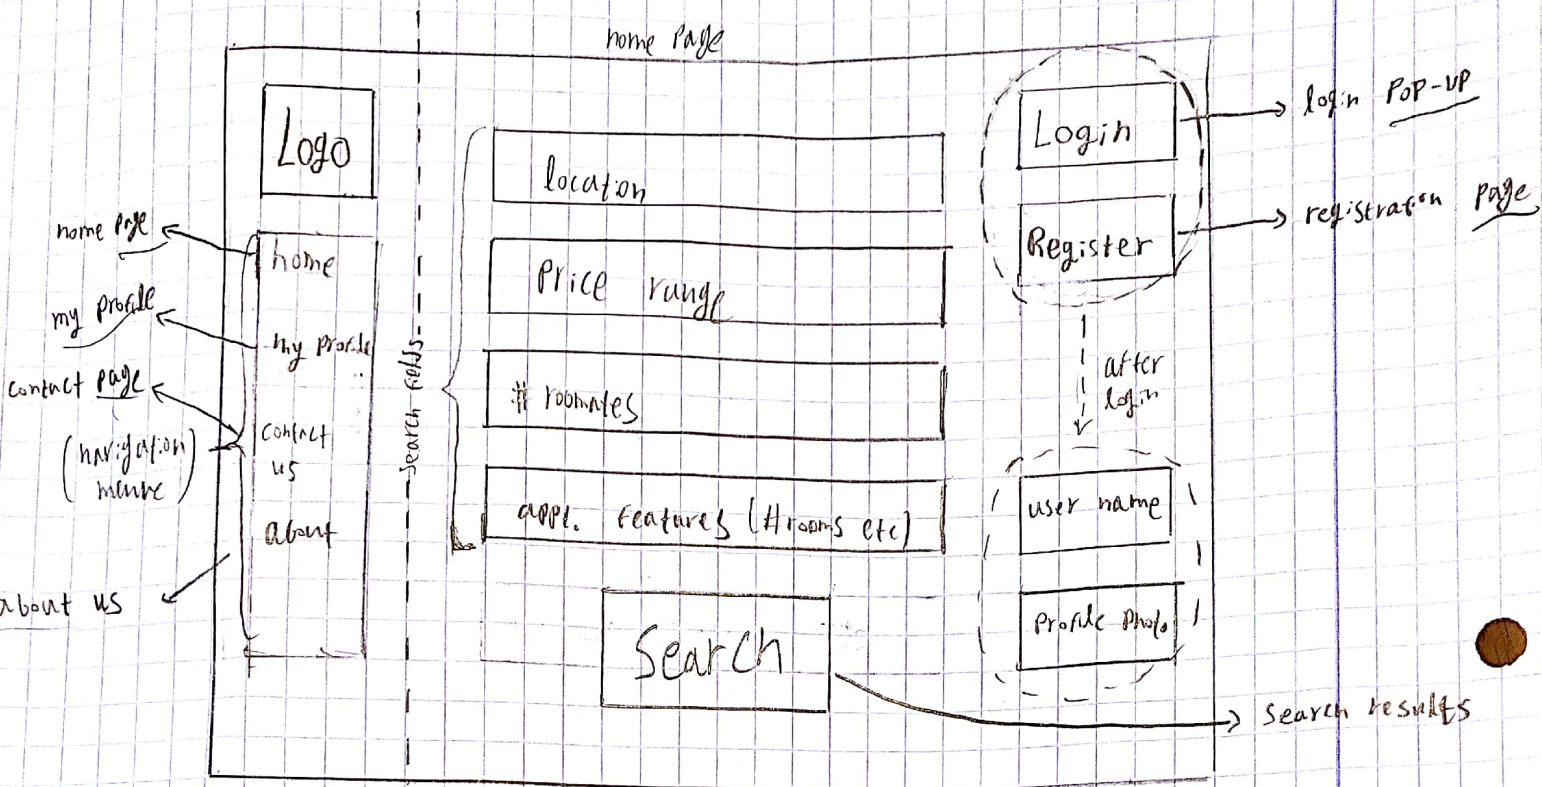 home Page
Logo
home
my profile
contact
us
about
home page
my profile
contact page
(navigation
menue)
about us
search fields
location
Price range
# roomates
appt. features (#rooms etc)
Search
Login
Register
after
login
user name
Profile Photo
login POP-UP
registration page
search results